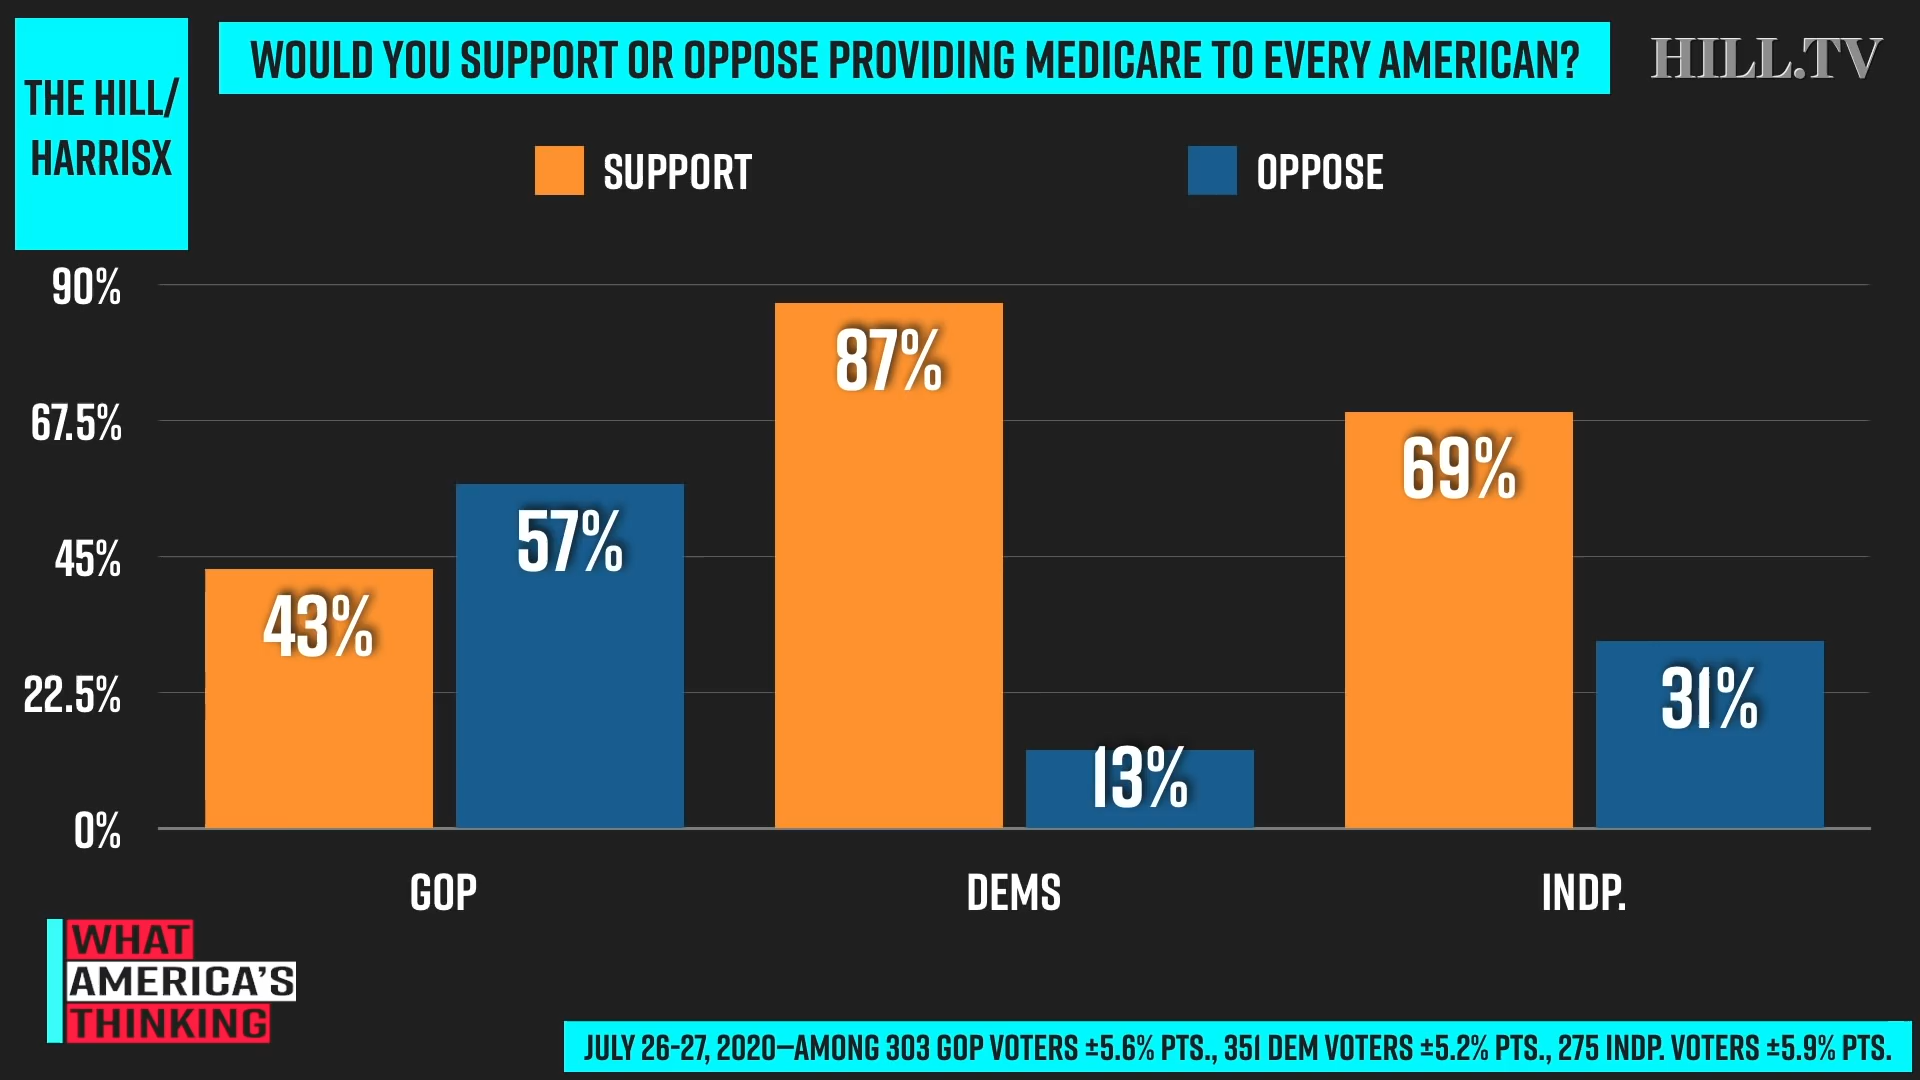 THE HILL/
HARRISX
WOULD YOU SUPPORT OR OPPOSE PROVIDING MEDICARE TO EVERY AMERICAN?
HILL.TV
SUPPORT
OPPOSE
90%
67.5%
45%
22.5%
0%
43%
57%
87%
13%
69%
31%
GOP
DEMS
INDP.
WHAT
AMERICA'S
THINKING
JULY 26-27, 2020—AMONG 303 GOP VOTERS ±5.6% PTS., 351 DEM VOTERS ±5.2% PTS., 275 INDP. VOTERS ±5.9% PTS.